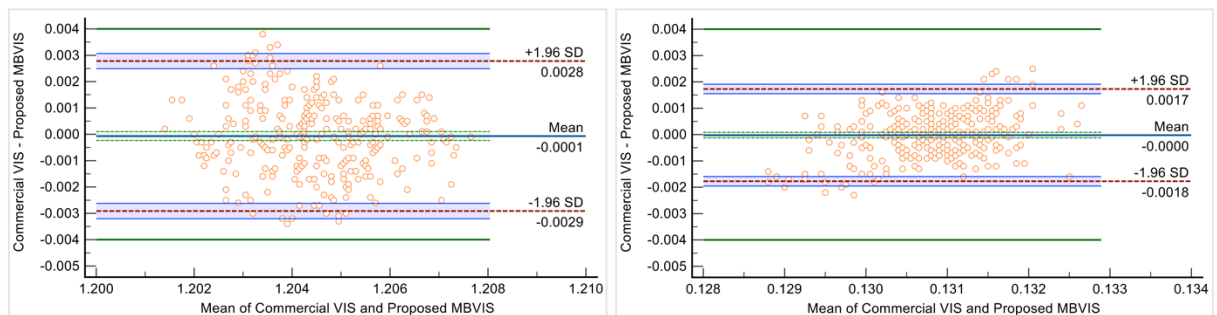 Commercial VIS - Proposed MBVIS
0.004
0.003
0.002
0.001
0.000
-0.001
-0.002
-0.003
-0.004
-0.005
+1.96 SD
0.0028
Mean
-0.0001
-1.96 SD
-0.0029
1.200 1.202 1.204 1.206 1.208 1.210
Mean of Commercial VIS and Proposed MBVIS
Commercial VIS - Proposed MBVIS
0.004
0.003
0.002
0.001
0.000
-0.001
-0.002
-0.003
-0.004
-0.005
+1.96 SD
0.0017
Mean
-0.0000
-1.96 SD
-0.0018
0.128 0.129 0.130 0.131 0.132 0.133 0.134
Mean of Commercial VIS and Proposed MBVIS